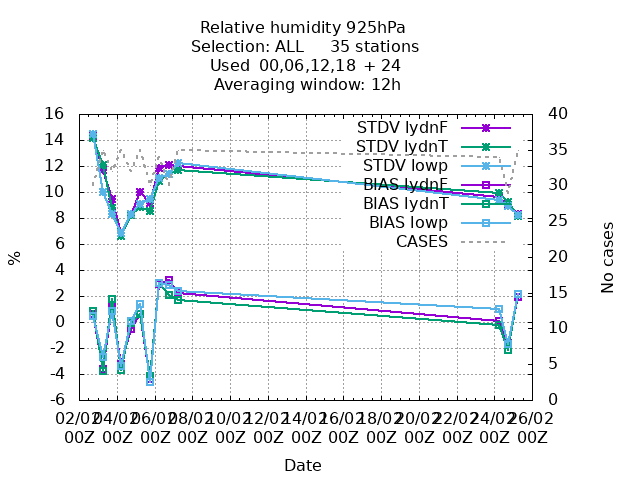 Relative humidity 925hPa
Selection: ALL 35 stations
Used 00,06,12,18 + 24
Averaging window: 12h
16 40
14 35
12 30
10 25
8 20
6 15
4 10
2 5
0 0
-2
-4
-6
STDV lydnF
STDV lydnT
STDV lowp
BIAS lydnF
BIAS lydnT
BIAS lowp
CASES
%
No cases
02/02 04/02 06/02 08/02 10/02 12/02 14/02 16/02 18/02 20/02 22/02 24/02 26/02
00Z 00Z 00Z 00Z 00Z 00Z 00Z 00Z 00Z 00Z 00Z 00Z 00Z
Date